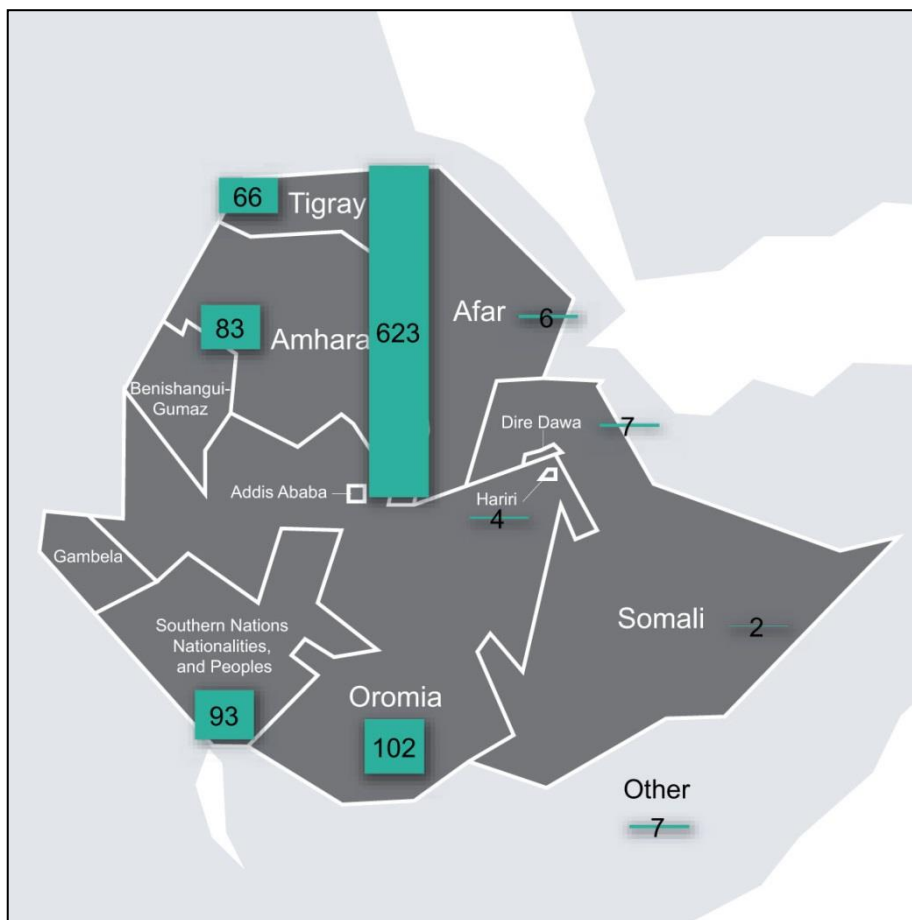 66
Tigray
Afar
6
83
Amhara
623
Benishangui-
Gumaz
Dire Dawa
7
Addis Ababa
Hariri
4
Gambela
Southern Nations
Nationalities,
and Peoples
Somali
2
93
Oromia
102
Other
7